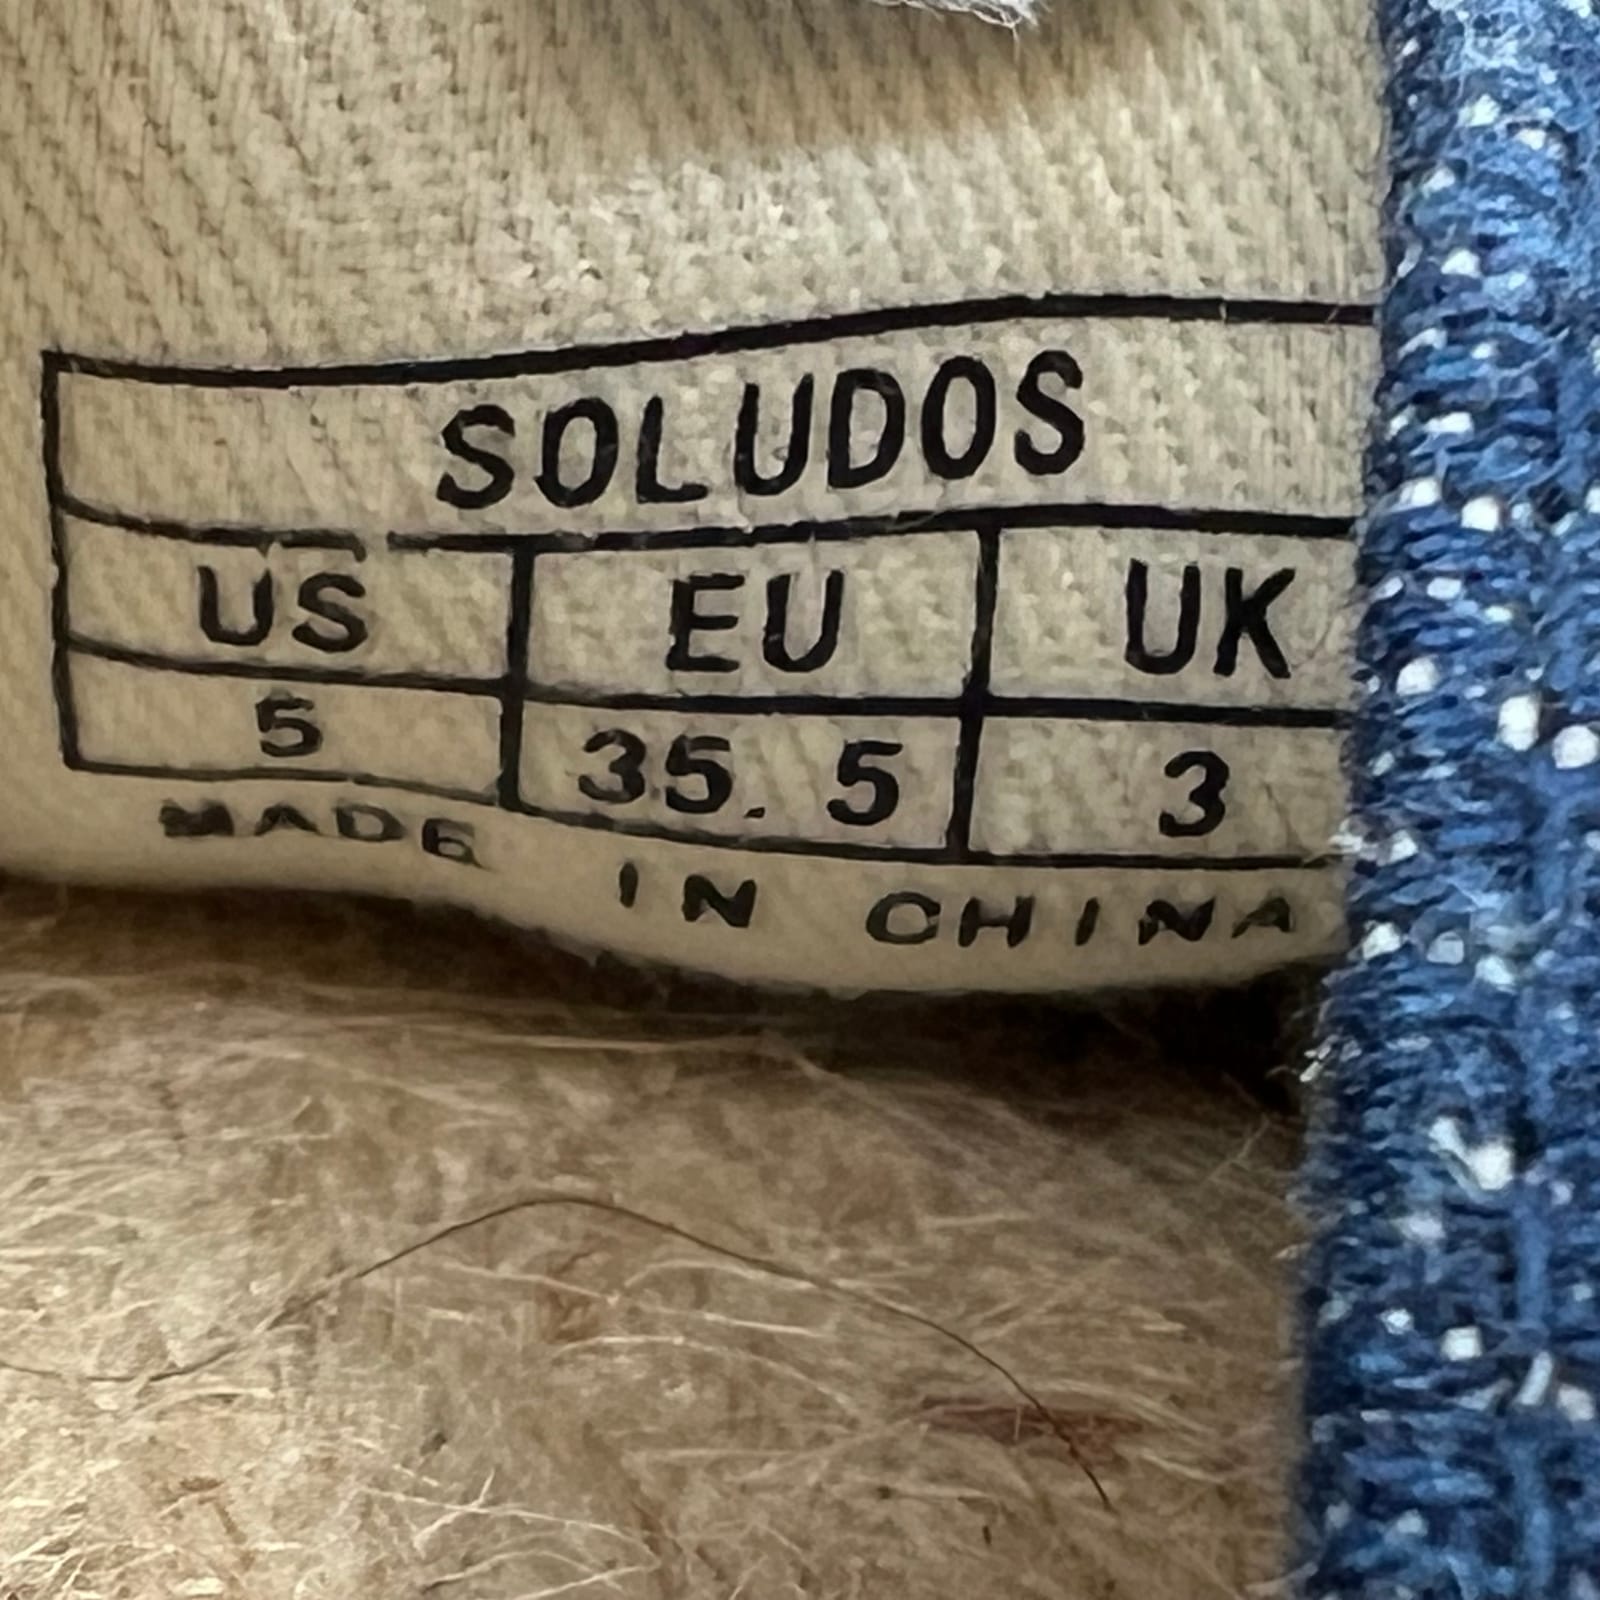 SOLUDOS
US EU UK
5 35.5 3
MADE IN CHINA